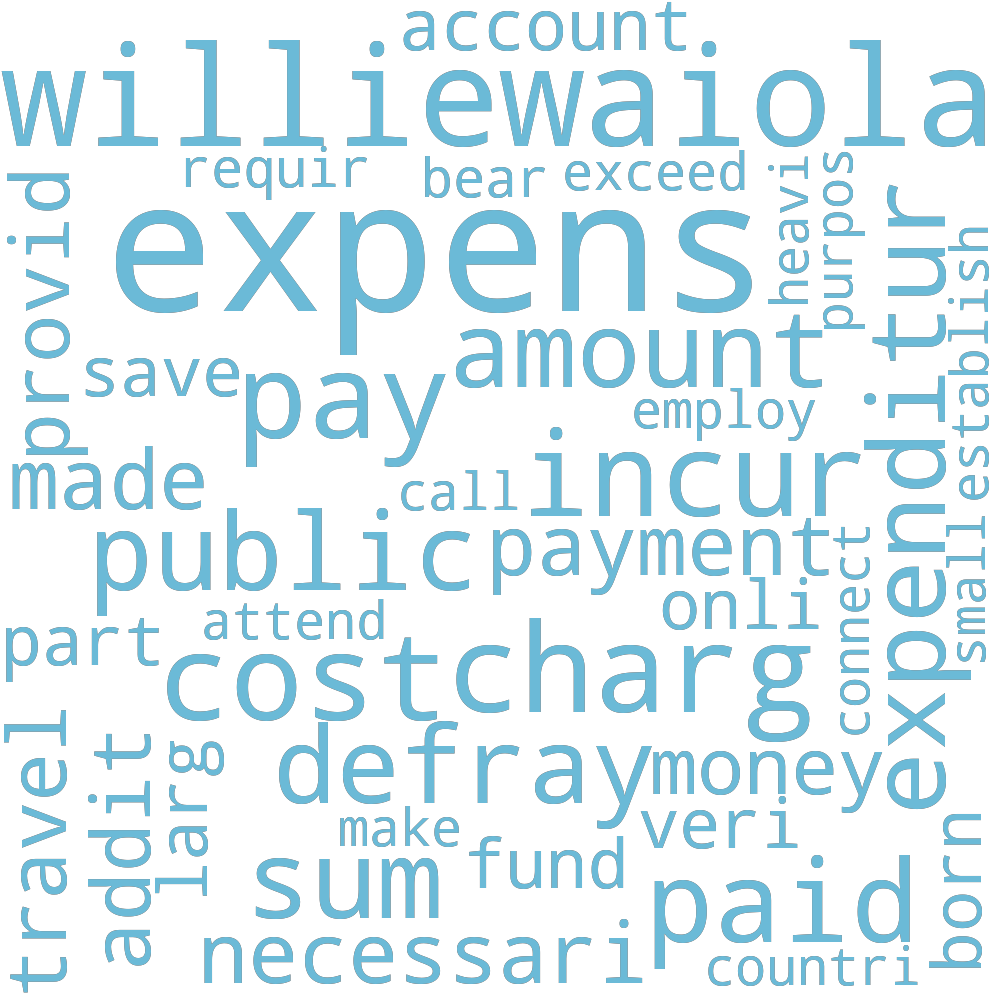 account
williewaiola
requir
bear
exceed
heavi
purpos
provid
expens
expenditur
establish
save
pay
amount
employ
made
call
incur
public
payment
connect
small
part
attend
onli
cost
charg
travel
addit
larg
defray
money
make
veri
born
sum
fund
paid
necessari
countri